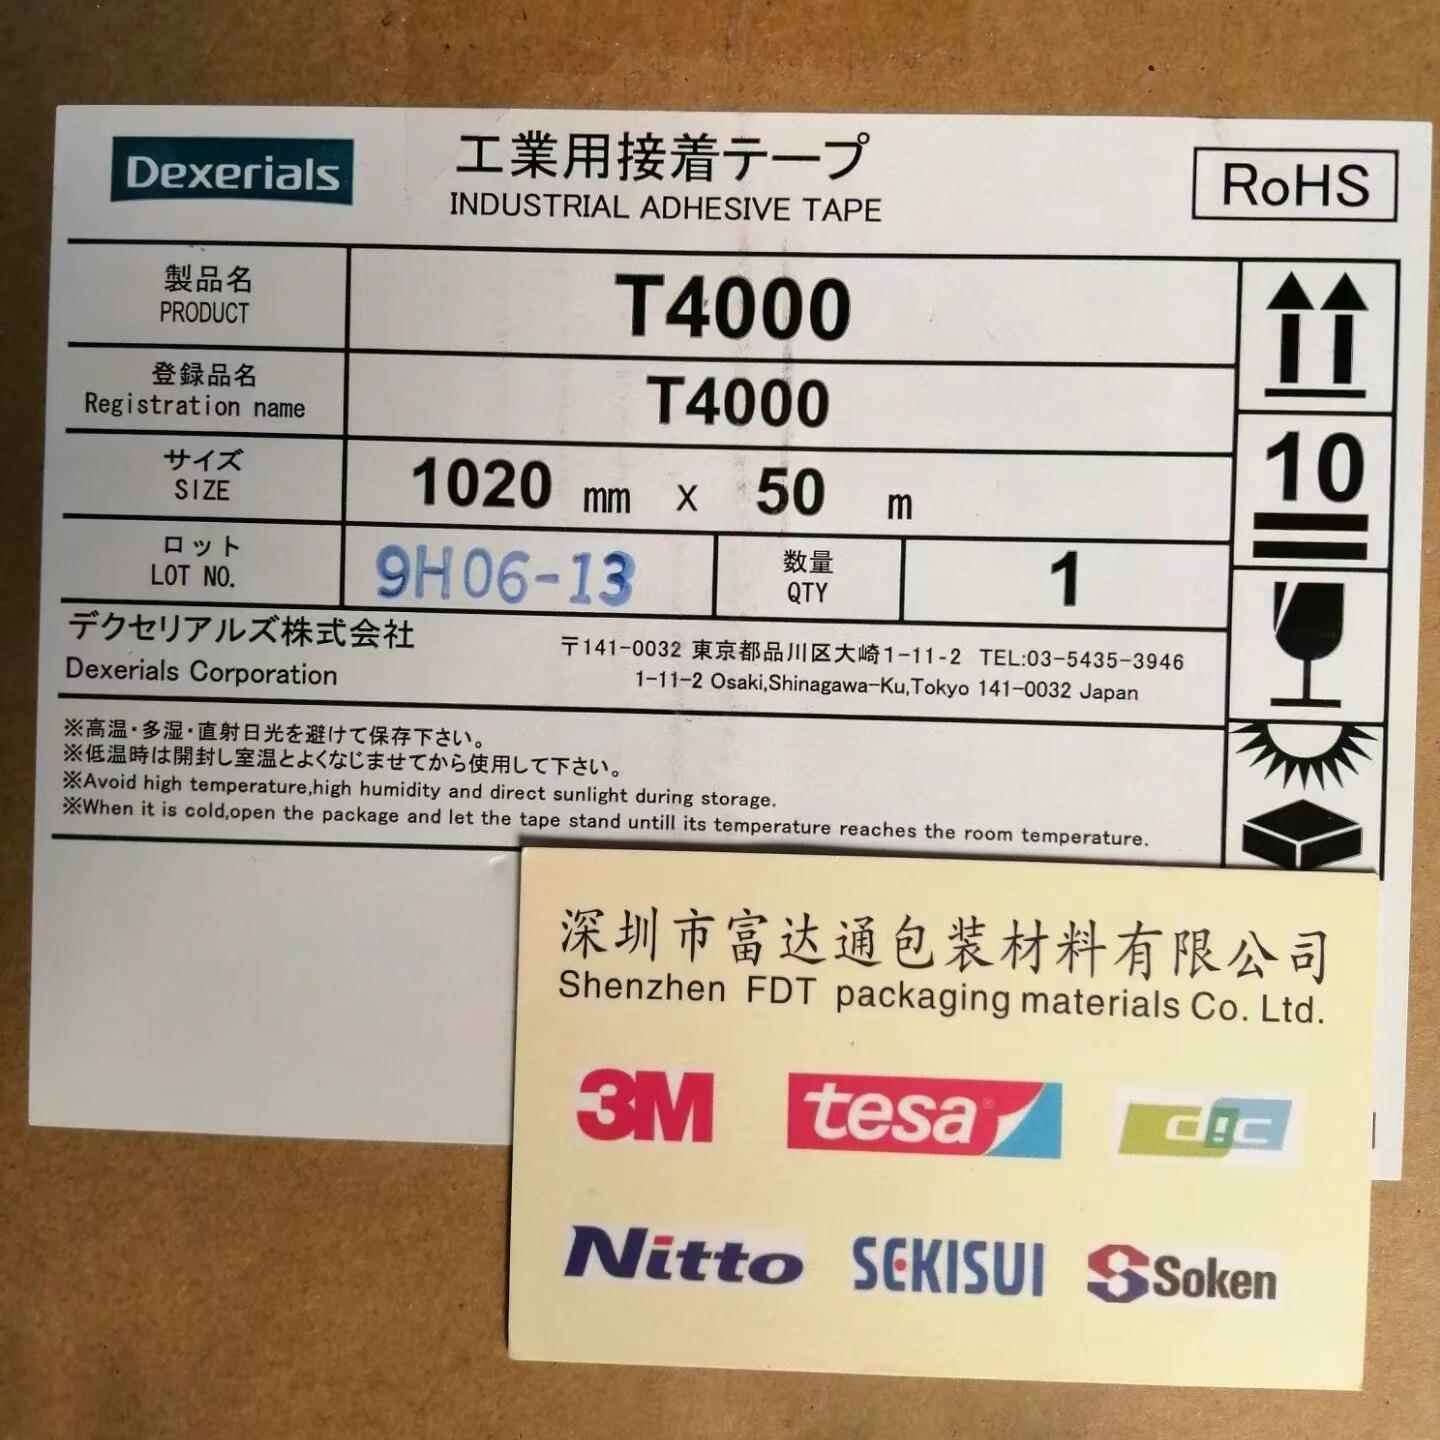 Dexerials
工業用接着テープ
INDUSTRIAL ADHESIVE TAPE
RoHS
製品名
PRODUCT
T4000
登録品名
Registration name
T4000
サイズ
SIZE
1020 mm x 50 m
10
ロット
LOT NO.
9H06-13
数量
QTY
1
デクセリアルズ株式会社
Dexerials Corporation
〒141-0032 東京都品川区大崎1-11-2 TEL:03-5435-3946
1-11-2 Osaki,Shinagawa-Ku,Tokyo 141-0032 Japan
※高温・多湿・直射日光を避けて保存下さい。
※低温時は開封し室温とよくなじませてから使用して下さい。
※Avoid high temperature,high humidity and direct sunlight during storage.
※When it is cold,open the package and let the tape stand untill its temperature reaches the room temperature.
深圳市富达通包装材料有限公司
Shenzhen FDT packaging materials Co. Ltd.
3M
tesa®
dic
Nitto
SEKISUI
Soken